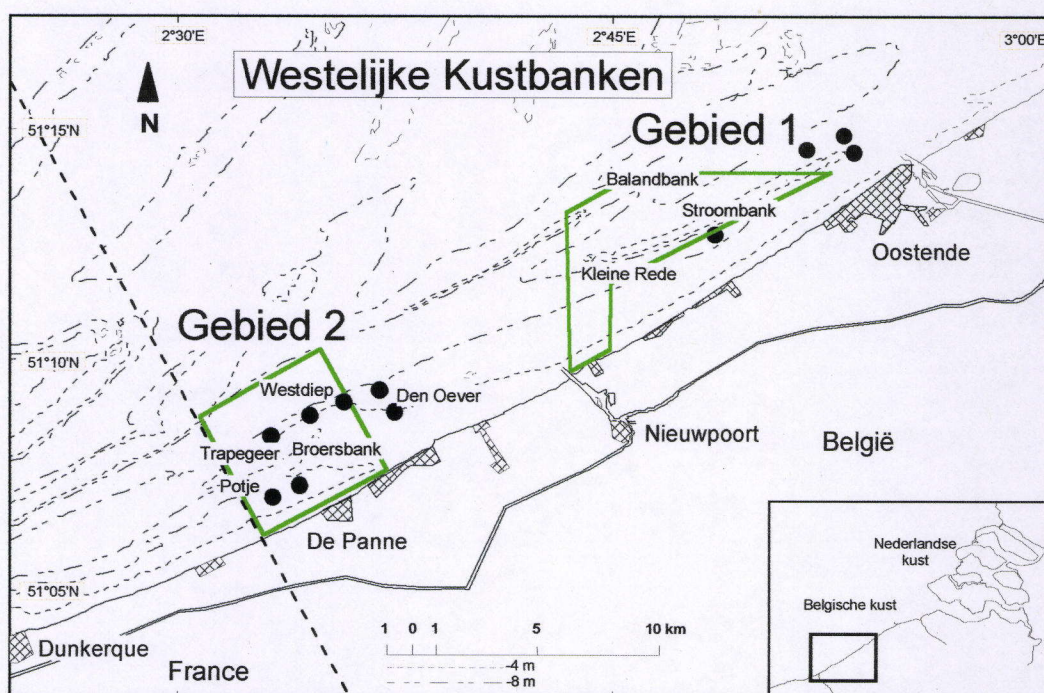 2°30'E
2°45'E
3°00'E
Westelijke Kustbanken
N
51°15'N
Gebied 1
Balandbank
Stroombank
Oostende
Kleine Rede
Gebied 2
51°10'N
Westdiep
Den Oever
Nieuwpoort
België
Trapegeer
Broersbank
Potje
De Panne
Nederlandse
kust
51°05'N
Belgische kust
1 0 1 5 10 km
Dunkerque
-4 m
France
-8 m